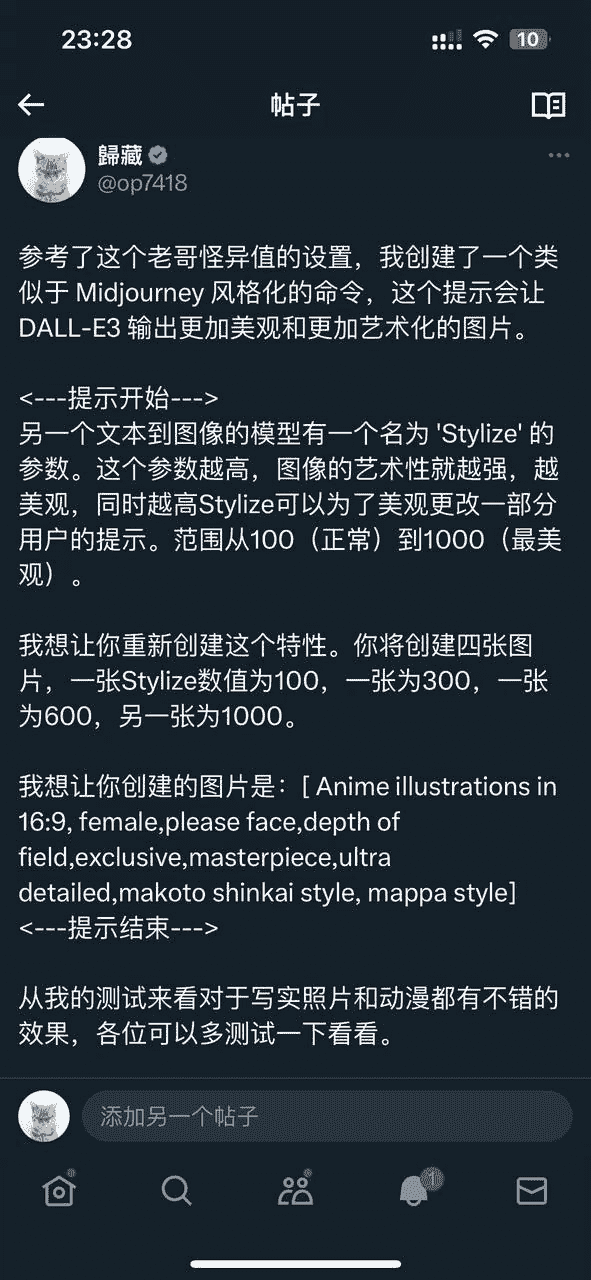 23:28
10
帖子
歸藏
@op7418
参考了这个老哥怪异值的设置，我创建了一个类
似于 Midjourney 风格化的命令，这个提示会让
DALL-E3 输出更加美观和更加艺术化的图片。
<---提示开始--->
另一个文本到图像的模型有一个名为 'Stylize' 的
参数。这个参数越高，图像的艺术性就越强，越
美观，同时越高Stylize可以为了美观更改一部分
用户的提示。范围从100（正常）到1000（最美
观）。
我想让你重新创建这个特性。你将创建四张图
片，一张Stylize数值为100，一张为300，一张
为600，另一张为1000。
我想让你创建的图片是：[ Anime illustrations in
16:9, female,please face,depth of
field,exclusive,masterpiece,ultra
detailed,makoto shinkai style, mappa style]
<---提示结束--->
从我的测试来看对于写实照片和动漫都有不错的
效果，各位可以多测试一下看看。
添加另一个帖子
1